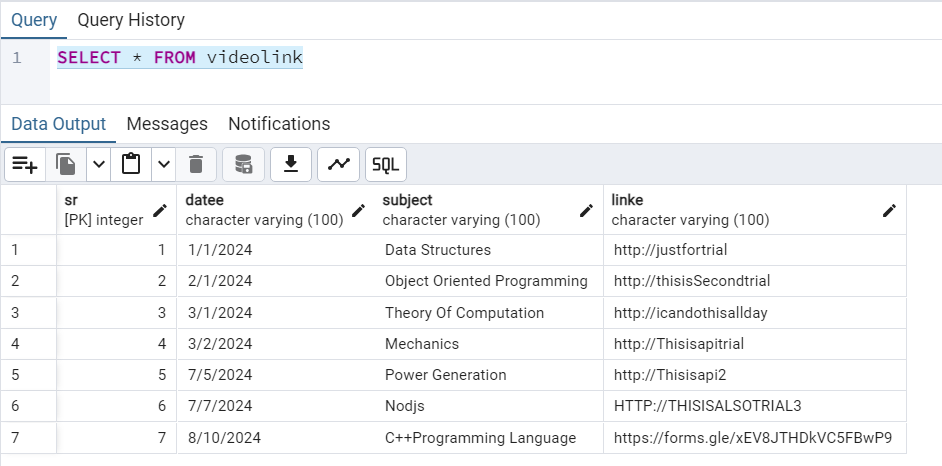 Query Query History
1 SELECT * FROM videolink
Data Output Messages Notifications
SQL
sr datee subject linke
[PK] integer character varying (100) character varying (100) character varying (100)
1 1 1/1/2024 Data Structures http://justfortrial
2 2 2/1/2024 Object Oriented Programming http://thisisSecondtrial
3 3 3/1/2024 Theory Of Computation http://icandothisallday
4 4 3/2/2024 Mechanics http://Thisisapitrial
5 5 7/5/2024 Power Generation http://Thisisapi2
6 6 7/7/2024 Nodjs HTTP://THISISALSOTRIAL3
7 7 8/10/2024 C++Programming Language https://forms.gle/xEV8JTHDkVC5FBwP9